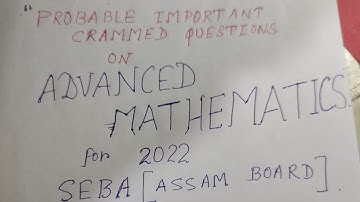 "PROBABLE IMPORTANT
CRAMMED QUESTIONS
ON
ADVANCED
MATHEMATICS
for 2022
SEBA [ASSAM BOARD].